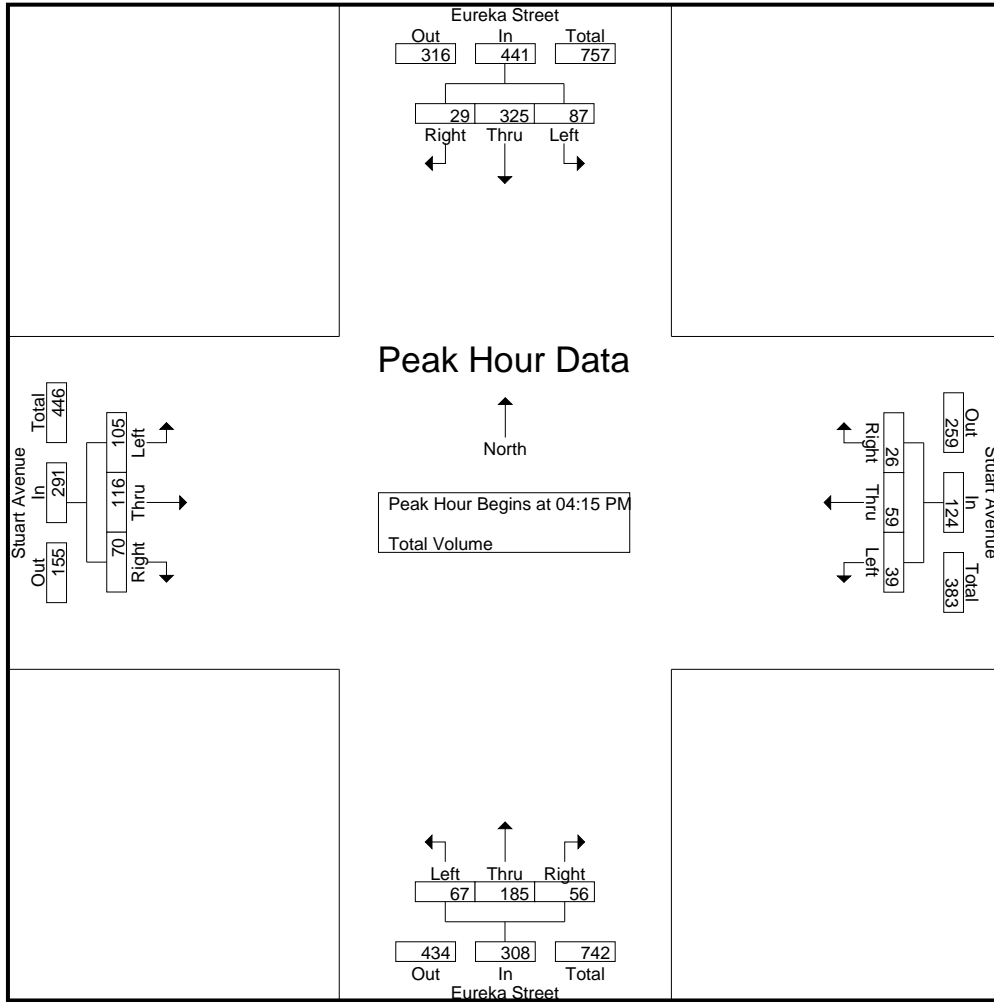 Eureka Street
Out In Total
316 441 757
29 325 87
Right Thru Left
Peak Hour Data
North
Peak Hour Begins at 04:15 PM
Total Volume
Stuart Avenue
Total In Out
446 291 155
105 116 70
Left Thru Right
Stuart Avenue
Out In Total
259 124 383
26 59 39
Right Thru Left
Left Thru Right
67 185 56
434 308 742
Out In Total
Eureka Street